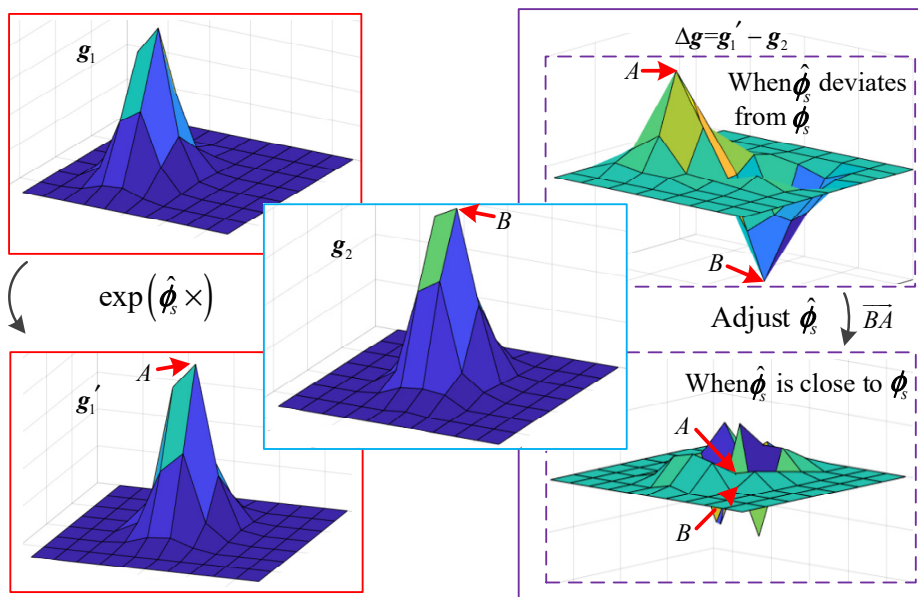 g₁
exp(ϕ̂ₛ ×)
A
g₁′
g₂
B
Δg=g₁′ − g₂
A
When ϕ̂ₛ deviates
from ϕₛ
B
Adjust ϕ̂ₛ
BA→
When ϕ̂ₛ is close to ϕₛ
A
B